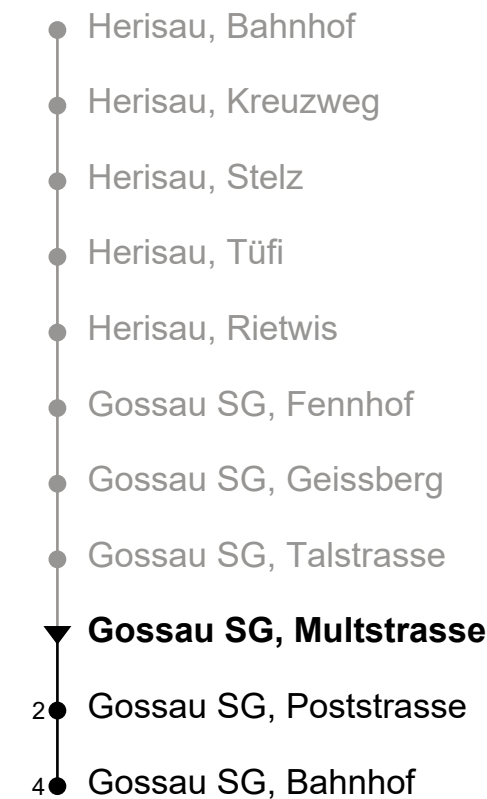 Herisau, Bahnhof
Herisau, Kreuzweg
Herisau, Stelz
Herisau, Tüfi
Herisau, Rietwis
Gossau SG, Fennhof
Gossau SG, Geissberg
Gossau SG, Talstrasse
Gossau SG, Multstrasse
2 Gossau SG, Poststrasse
4 Gossau SG, Bahnhof